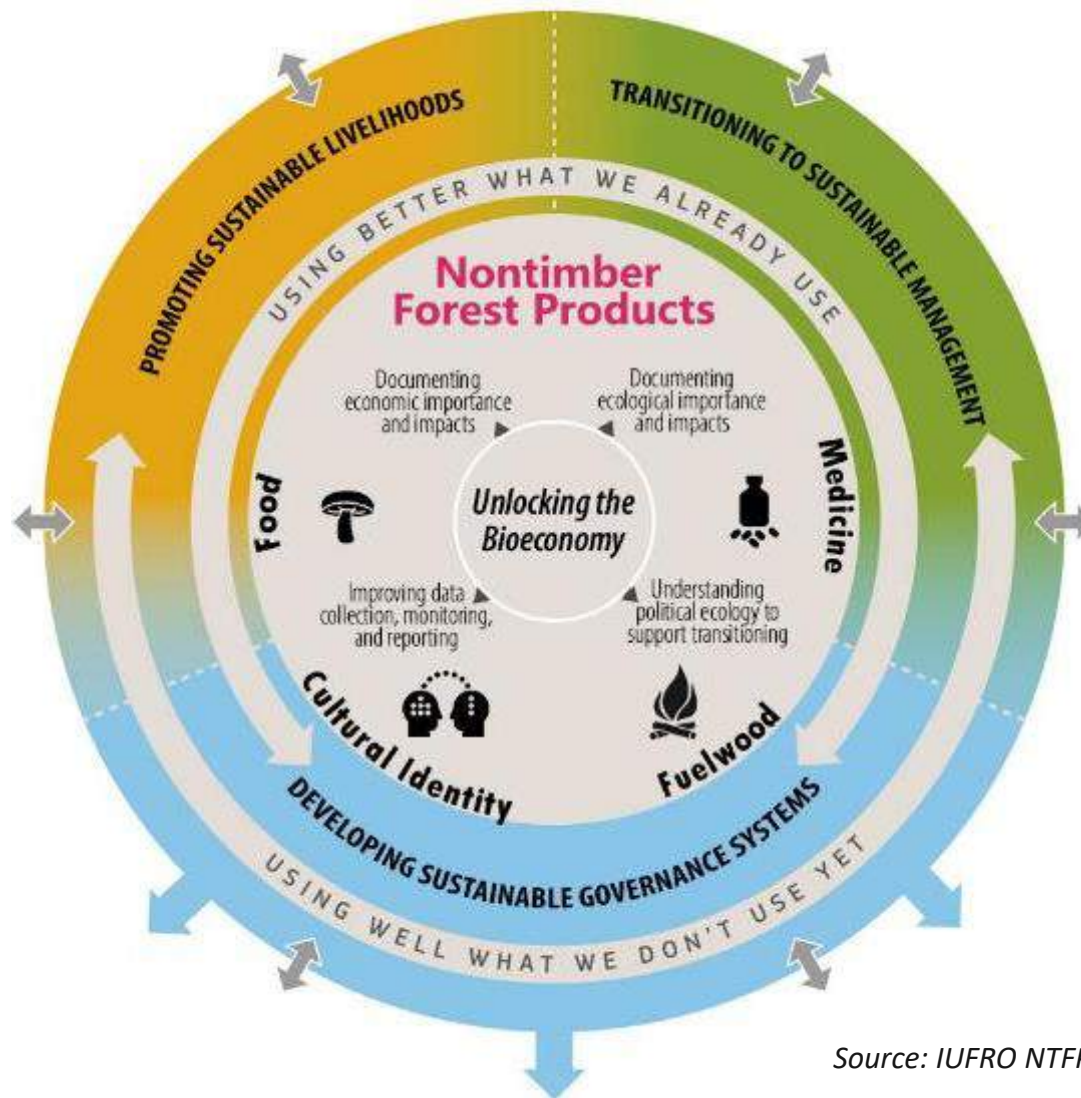 PROMOTING SUSTAINABLE LIVELIHOODS
TRANSITIONING TO SUSTAINABLE MANAGEMENT
USING BETTER WHAT WE ALREADY USE
Nontimber
Forest Products
Documenting
economic importance
and impacts
Documenting
ecological importance
and impacts
Food
Medicine
Unlocking the
Bioeconomy
Improving data
collection, monitoring,
and reporting
Understanding
political ecology to
support transitioning
Cultural Identity
Fuelwood
DEVELOPING SUSTAINABLE GOVERNANCE SYSTEMS
USING WELL WHAT WE DON'T USE YET
Source: IUFRO